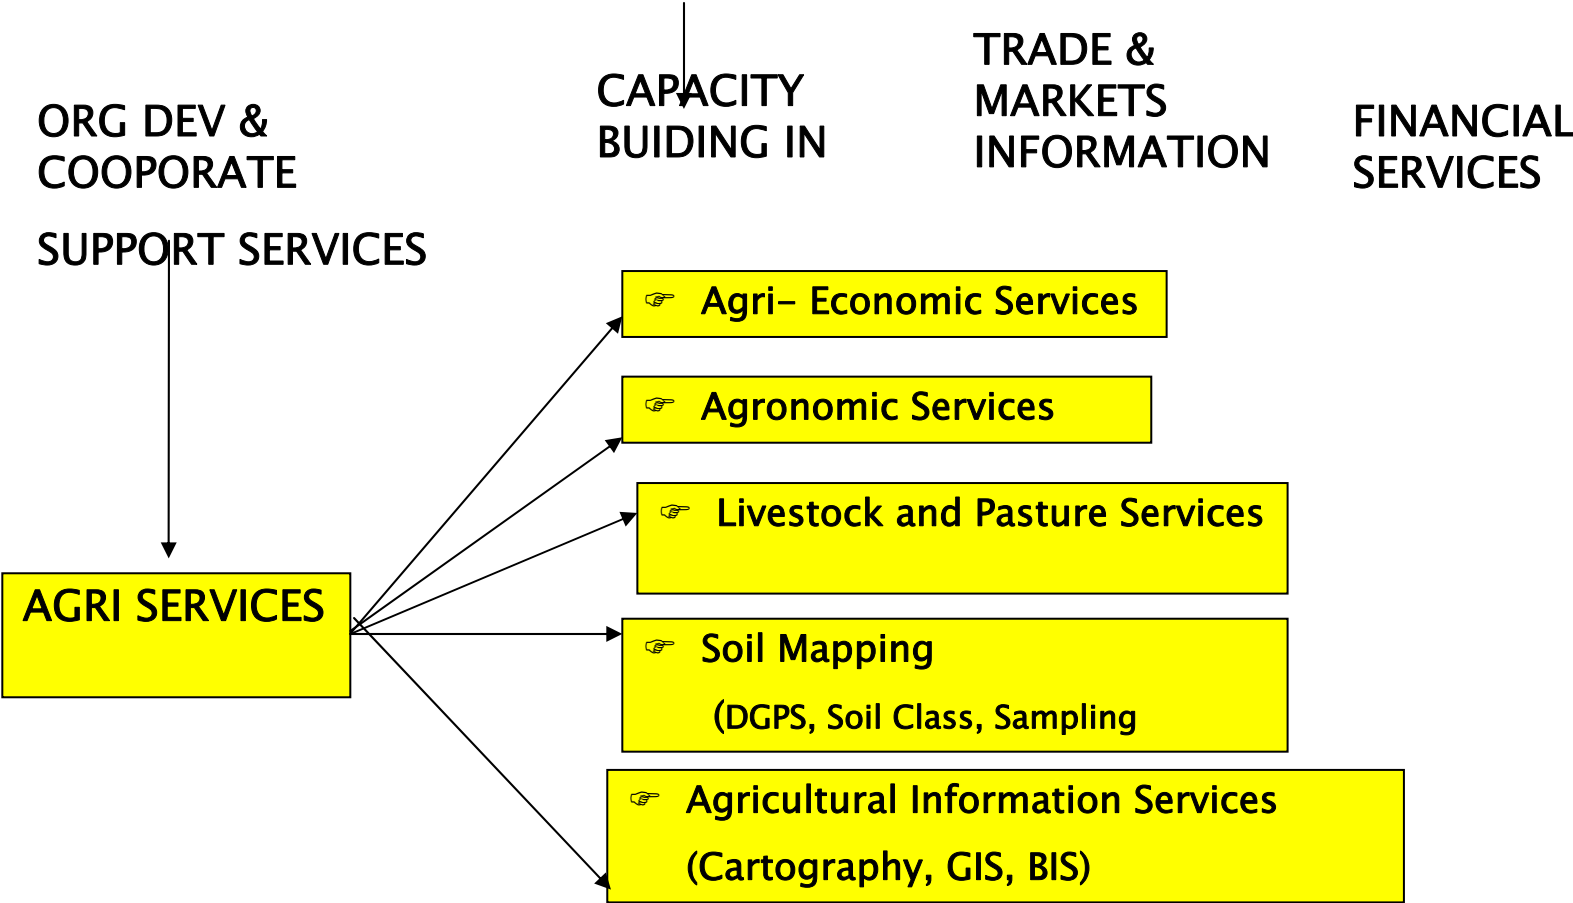 ORG DEV &
COOPORATE
SUPPORT SERVICES
CAPACITY
BUIDING IN
TRADE &
MARKETS
INFORMATION
FINANCIAL
SERVICES
☞ Agri- Economic Services
☞ Agronomic Services
☞ Livestock and Pasture Services
AGRI SERVICES
☞ Soil Mapping
(DGPS, Soil Class, Sampling
☞ Agricultural Information Services
(Cartography, GIS, BIS)